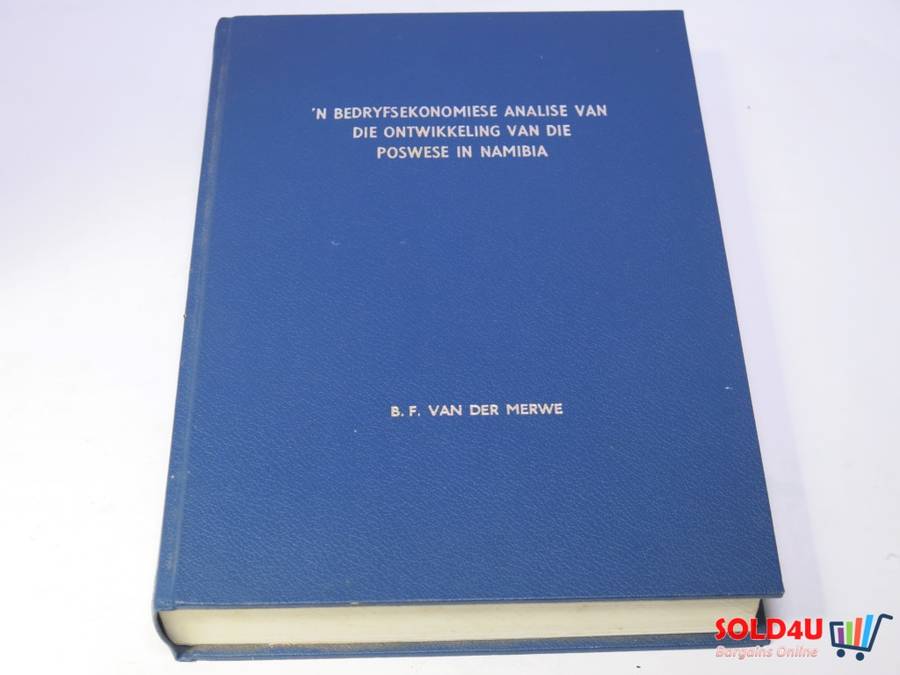 'N BEDRYFSEKONOMIESE ANALISE VAN
DIE ONTWIKKELING VAN DIE
POSWESE IN NAMIBIA
B. F. VAN DER MERWE
SOLD4U
Bargains Online